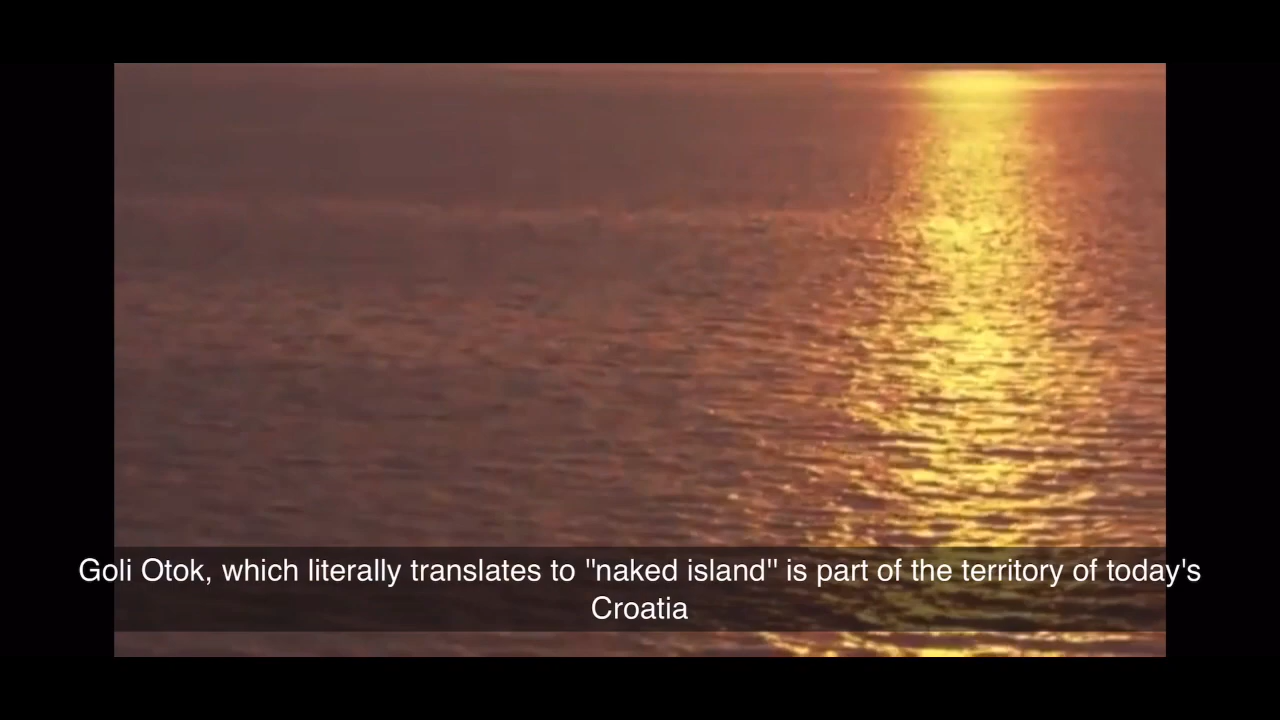 Goli Otok, which literally translates to "naked island" is part of the territory of today's
Croatia